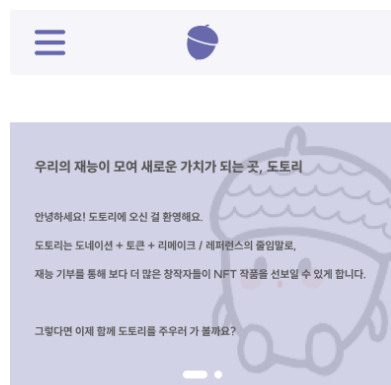 우리의 재능이 모여 새로운 가치가 되는 곳, 도토리
안녕하세요! 도토리에 오신 걸 환영해요.
도토리는 도네이션 + 토큰 + 리메이크 / 레퍼런스의 줄임말로,
재능 기부를 통해 보다 더 많은 창작자들이 NFT 작품을 선보일 수 있게 합니다.
그렇다면 이제 함께 도토리를 주우러 가 볼까요?